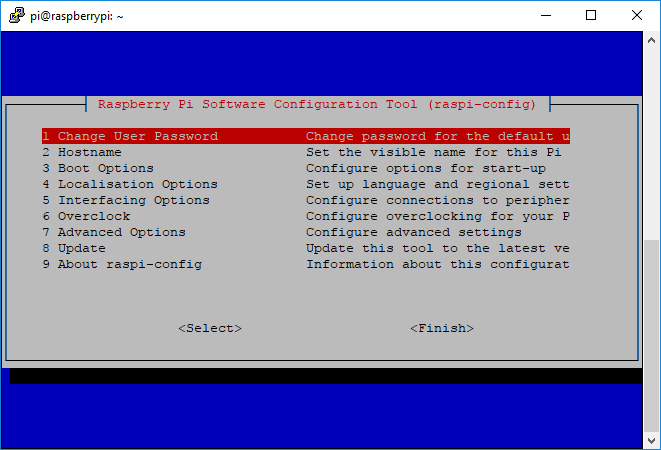 pi@raspberrypi: ~
Raspberry Pi Software Configuration Tool (raspi-config)
1 Change User Password Change password for the default u
2 Hostname Set the visible name for this Pi
3 Boot Options Configure options for start-up
4 Localisation Options Set up language and regional sett
5 Interfacing Options Configure connections to peripher
6 Overclock Configure overclocking for your P
7 Advanced Options Configure advanced settings
8 Update Update this tool to the latest ve
9 About raspi-config Information about this configurat
<Select> <Finish>